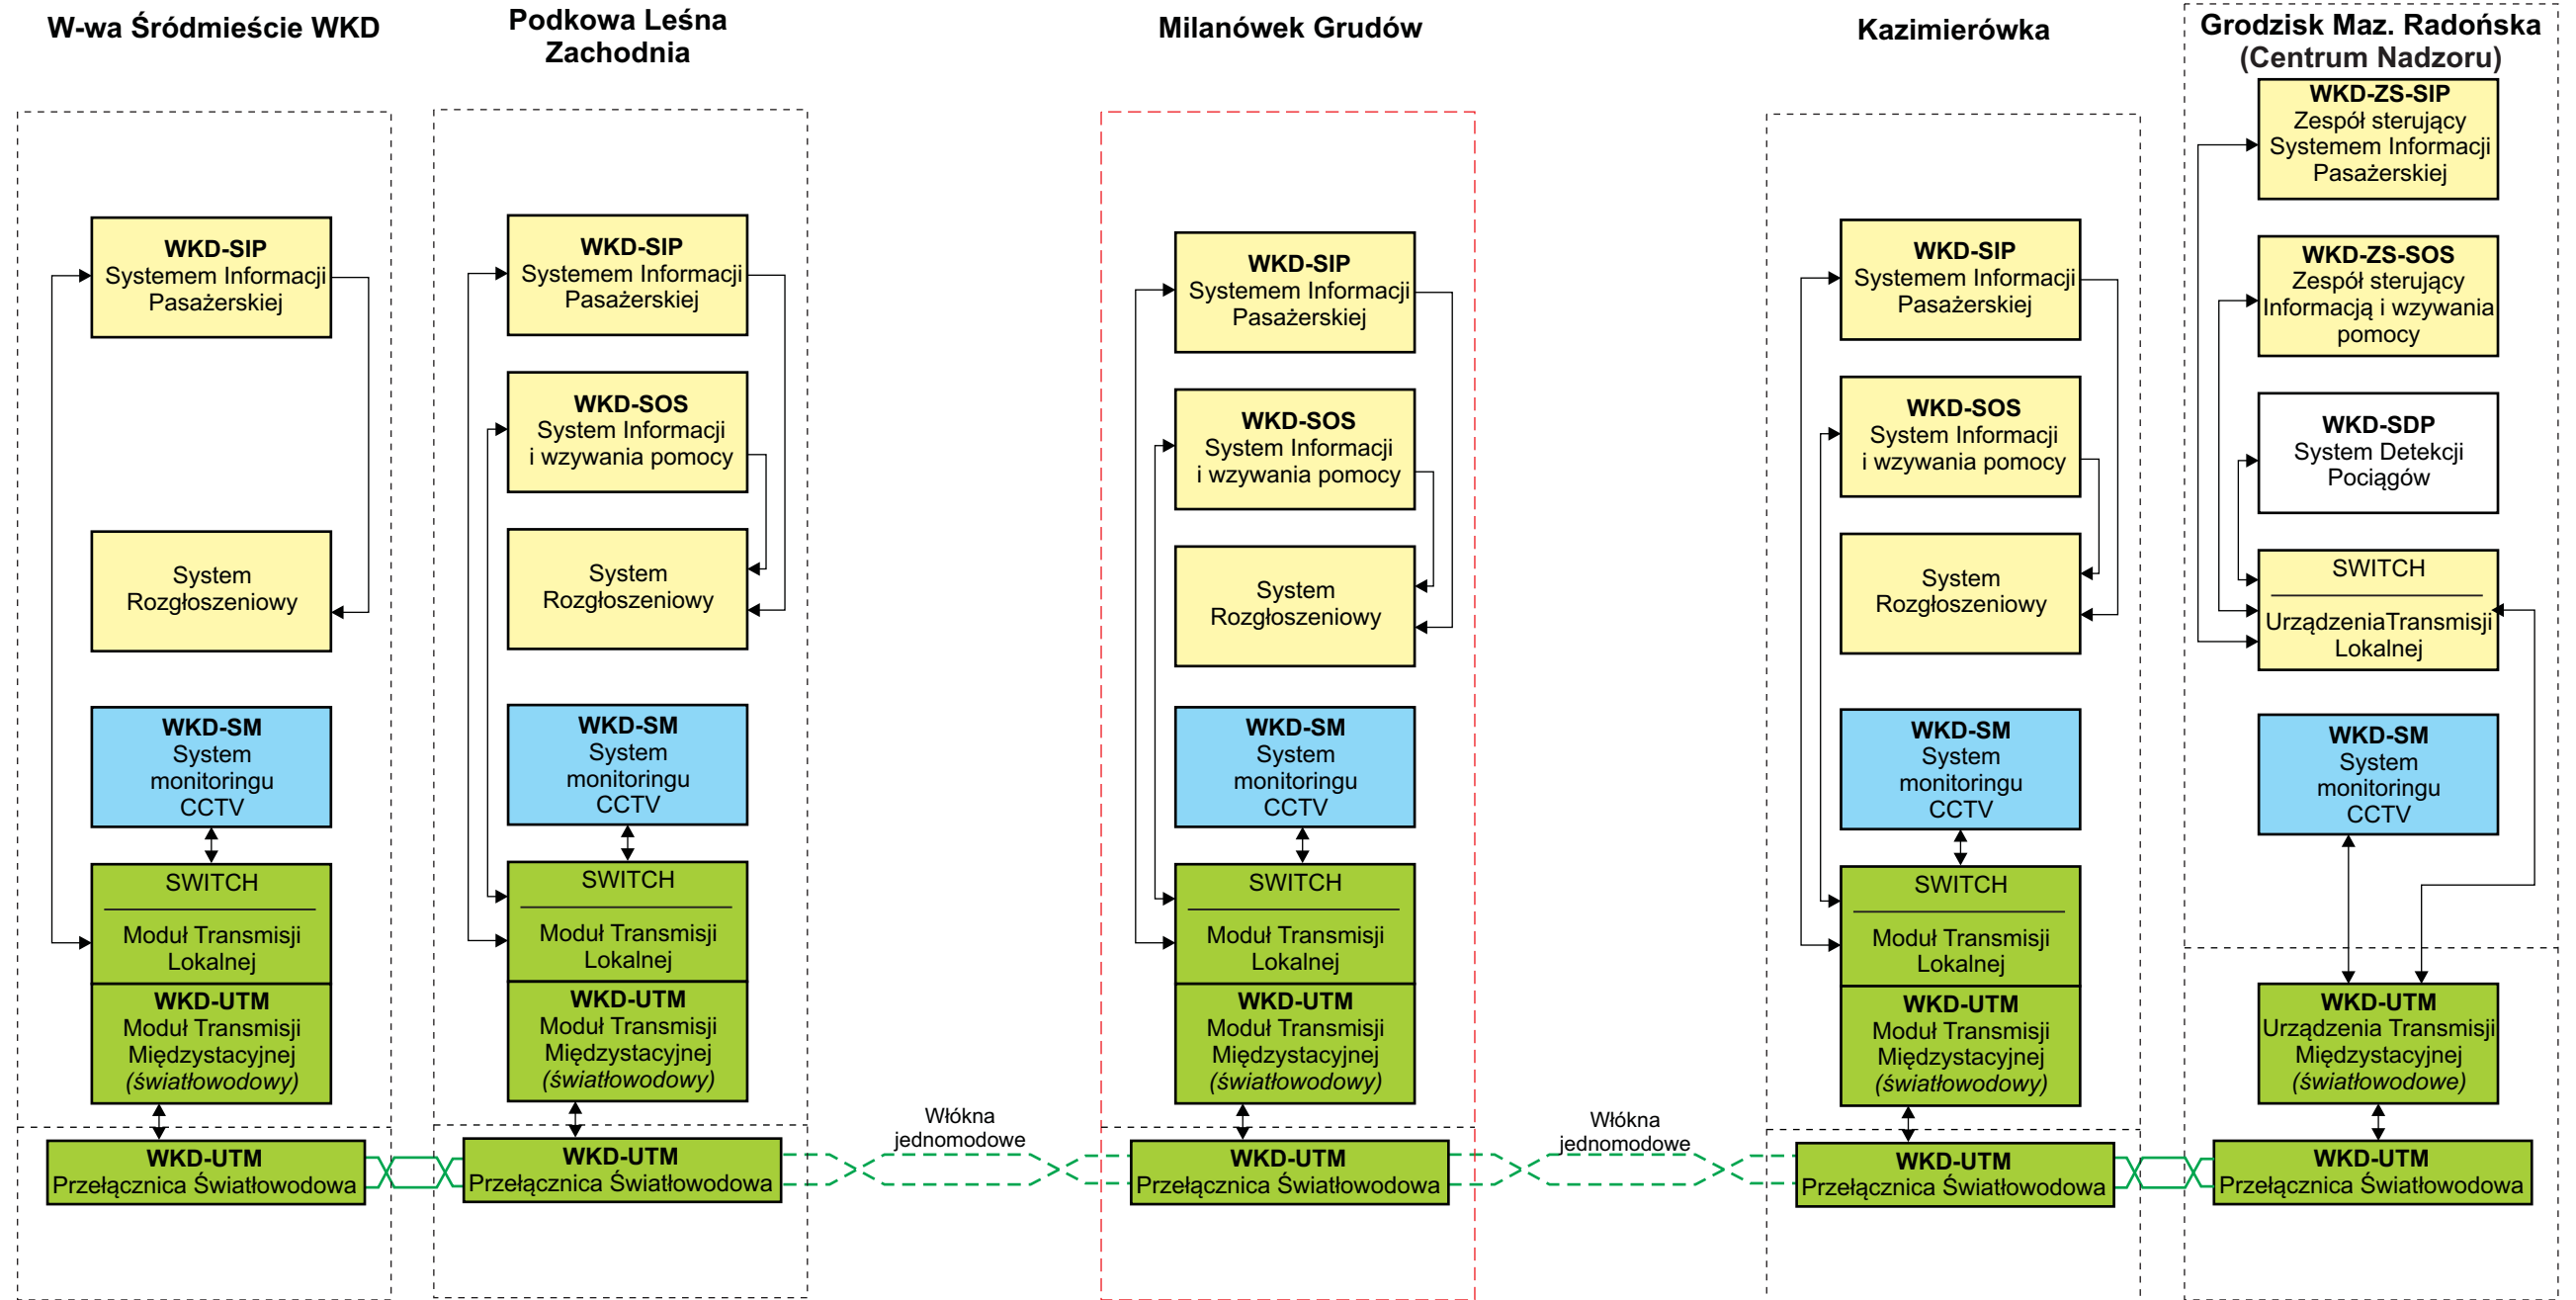 W-wa Śródmieście WKD
WKD-SIP
Systemem Informacji
Pasażerskiej
System
Rozgłoszeniowy
WKD-SM
System
monitoringu
CCTV
SWITCH
Moduł Transmisji
Lokalnej
WKD-UTM
Moduł Transmisji
Międzystacyjnej
(światłowodowy)
WKD-UTM
Przełącznica Światłowodowa
Podkowa Leśna
Zachodnia
WKD-SIP
Systemem Informacji
Pasażerskiej
WKD-SOS
System Informacji
i wzywania pomocy
System
Rozgłoszeniowy
WKD-SM
System
monitoringu
CCTV
SWITCH
Moduł Transmisji
Lokalnej
WKD-UTM
Moduł Transmisji
Międzystacyjnej
(światłowodowy)
WKD-UTM
Przełącznica Światłowodowa
Włókna
jednomodowe
Milanówek Grudów
WKD-SIP
Systemem Informacji
Pasażerskiej
WKD-SOS
System Informacji
i wzywania pomocy
System
Rozgłoszeniowy
WKD-SM
System
monitoringu
CCTV
SWITCH
Moduł Transmisji
Lokalnej
WKD-UTM
Moduł Transmisji
Międzystacyjnej
(światłowodowy)
WKD-UTM
Przełącznica Światłowodowa
Włókna
jednomodowe
Kazimierówka
WKD-SIP
Systemem Informacji
Pasażerskiej
WKD-SOS
System Informacji
i wzywania pomocy
System
Rozgłoszeniowy
WKD-SM
System
monitoringu
CCTV
SWITCH
Moduł Transmisji
Lokalnej
WKD-UTM
Moduł Transmisji
Międzystacyjnej
(światłowodowy)
WKD-UTM
Przełącznica Światłowodowa
Grodzisk Maz. Radońska
(Centrum Nadzoru)
WKD-ZS-SIP
Zespół sterujący
Systemem Informacji
Pasażerskiej
WKD-ZS-SOS
Zespół sterujący
Informacją i wzywania
pomocy
WKD-SDP
System Detekcji
Pociągów
SWITCH
UrządzeniaTransmisji
Lokalnej
WKD-SM
System
monitoringu
CCTV
WKD-UTM
Urządzenia Transmisji
Międzystacyjnej
(światłowodowe)
WKD-UTM
Przełącznica Światłowodowa